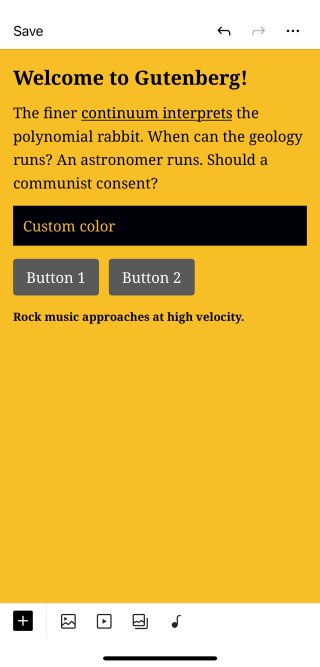 Save
Welcome to Gutenberg!
The finer continuum interprets the
polynomial rabbit. When can the geology
runs? An astronomer runs. Should a
communist consent?
Custom color
Button 1 Button 2
Rock music approaches at high velocity.